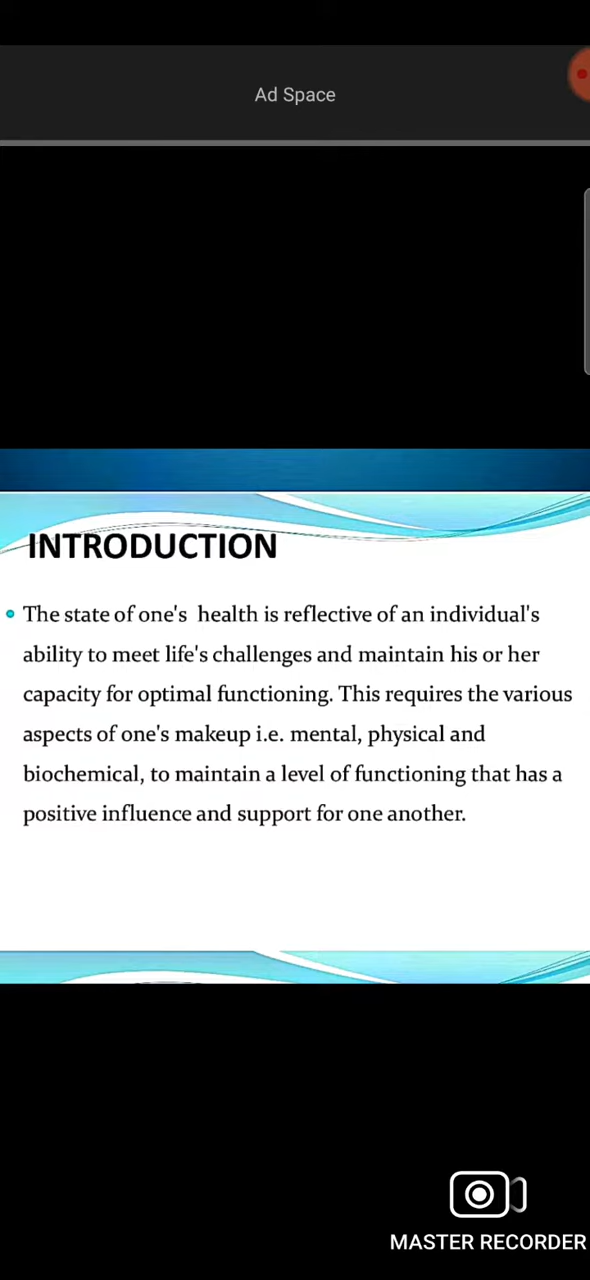 Ad Space
INTRODUCTION
The state of one's health is reflective of an individual's
ability to meet life's challenges and maintain his or her
capacity for optimal functioning. This requires the various
aspects of one's makeup i.e. mental, physical and
biochemical, to maintain a level of functioning that has a
positive influence and support for one another.
MASTER RECORDER